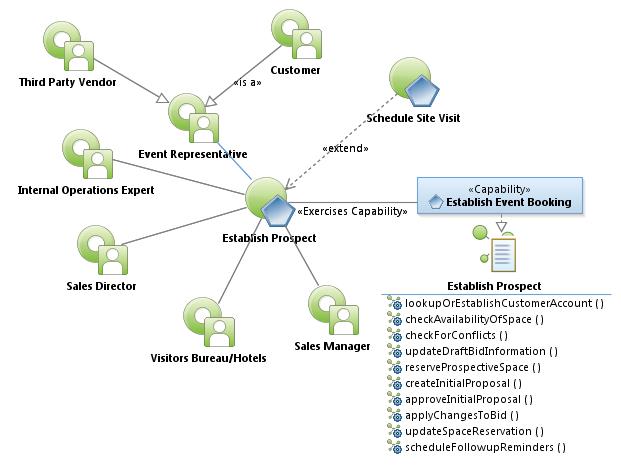 Customer
Third Party Vendor
«is a»
Schedule Site Visit
Event Representative
«extend»
Internal Operations Expert
«Capability»
Establish Event Booking
«Exercises Capability»
Establish Prospect
Sales Director
Establish Prospect
lookupOrEstablishCustomerAccount ( )
checkAvailabilityOfSpace ( )
checkForConflicts ( )
updateDraftBidInformation ( )
reserveProspectiveSpace ( )
createInitialProposal ( )
approveInitialProposal ( )
applyChangesToBid ( )
updateSpaceReservation ( )
scheduleFollowupReminders ( )
Sales Manager
Visitors Bureau/Hotels